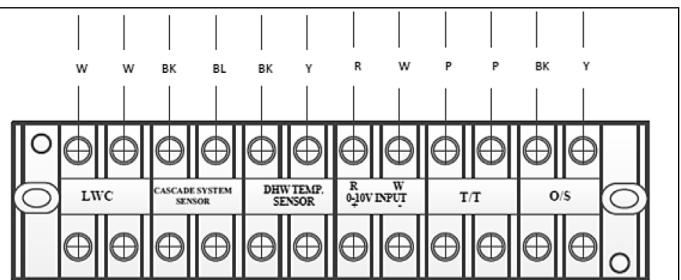 W W BK BL BK Y R W P P BK Y
LWC
CASCADE SYSTEM
SENSOR
DHW TEMP.
SENSOR
R W
0-10V INPUT
+ -
T/T
O/S